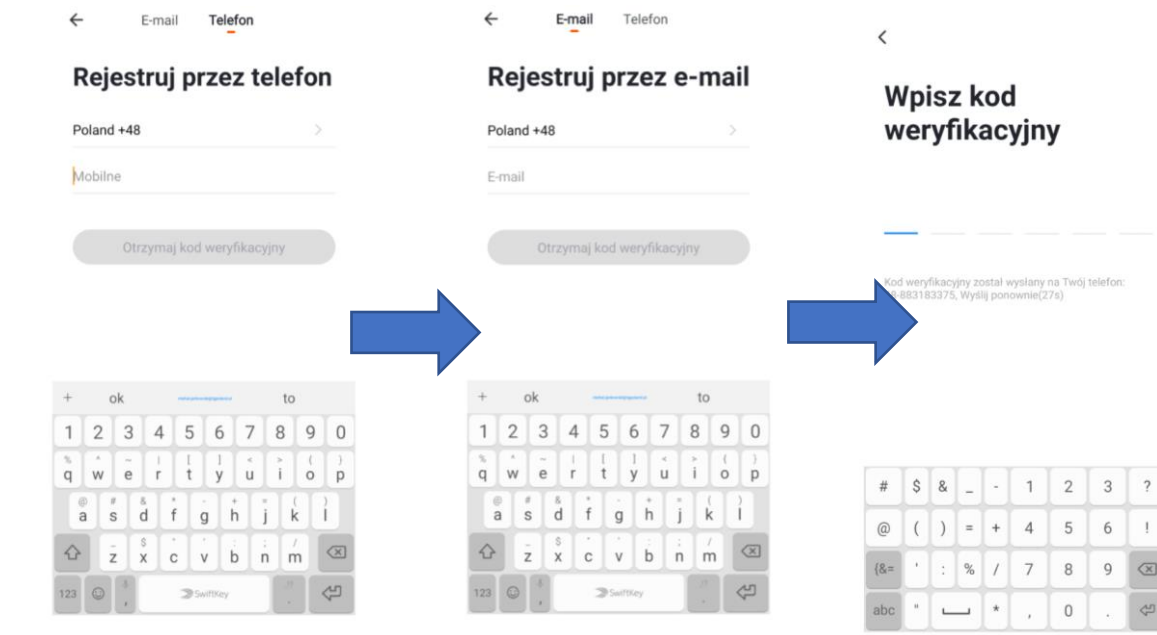 E-mail Telefon
Rejestruj przez telefon
Poland +48
Mobilne
Otrzymaj kod weryfikacyjny
+ ok to
1 2 3 4 5 6 7 8 9 0
% ^ ~ | [ ] < > { }
q w e r t y u i o p
@ # & * - + = ( )
a s d f g h j k l
_ $ " ' : ; /
z x c v b n m
123 , SwiftKey .
E-mail Telefon
Rejestruj przez e-mail
Poland +48
E-mail
Otrzymaj kod weryfikacyjny
+ ok to
1 2 3 4 5 6 7 8 9 0
% ^ ~ | [ ] < > { }
q w e r t y u i o p
@ # & * - + = ( )
a s d f g h j k l
_ $ " ' : ; /
z x c v b n m
123 , SwiftKey .
Wpisz kod
weryfikacyjny
Kod weryfikacyjny został wysłany na Twój telefon:
-883183375, Wyślij ponownie(27s)
# $ & _ - 1 2 3 ?
@ ( ) = + 4 5 6 !
{&= ' : % / 7 8 9
abc " * , 0 .